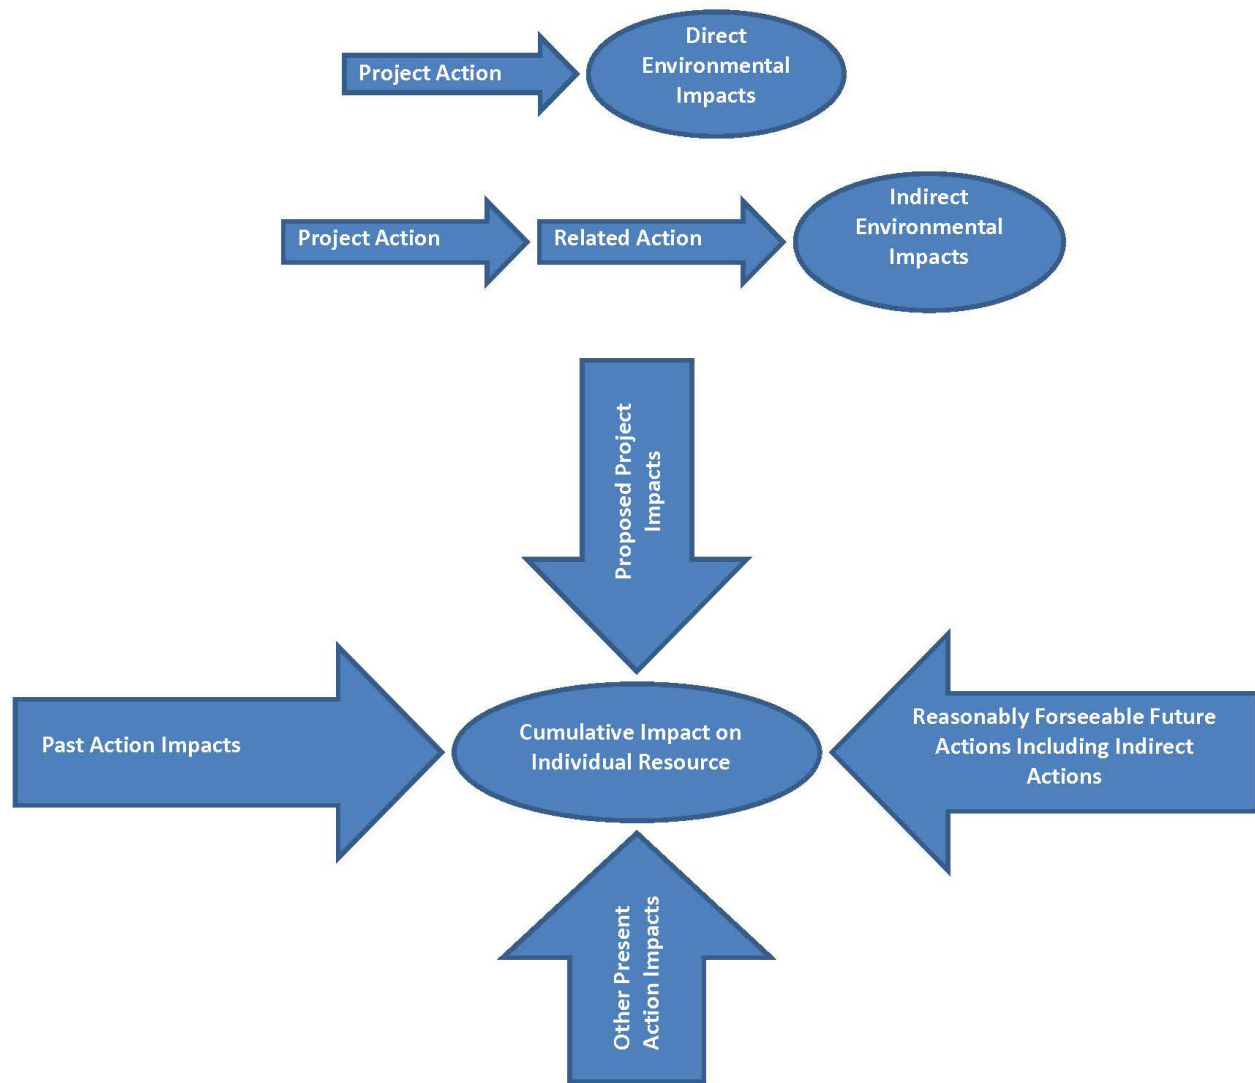 Project Action
Direct
Environmental
Impacts
Project Action
Related Action
Indirect
Environmental
Impacts
Proposed Project
Impacts
Past Action Impacts
Cumulative Impact on
Individual Resource
Reasonably Forseeable Future
Actions Including Indirect
Actions
Other Present
Action Impacts